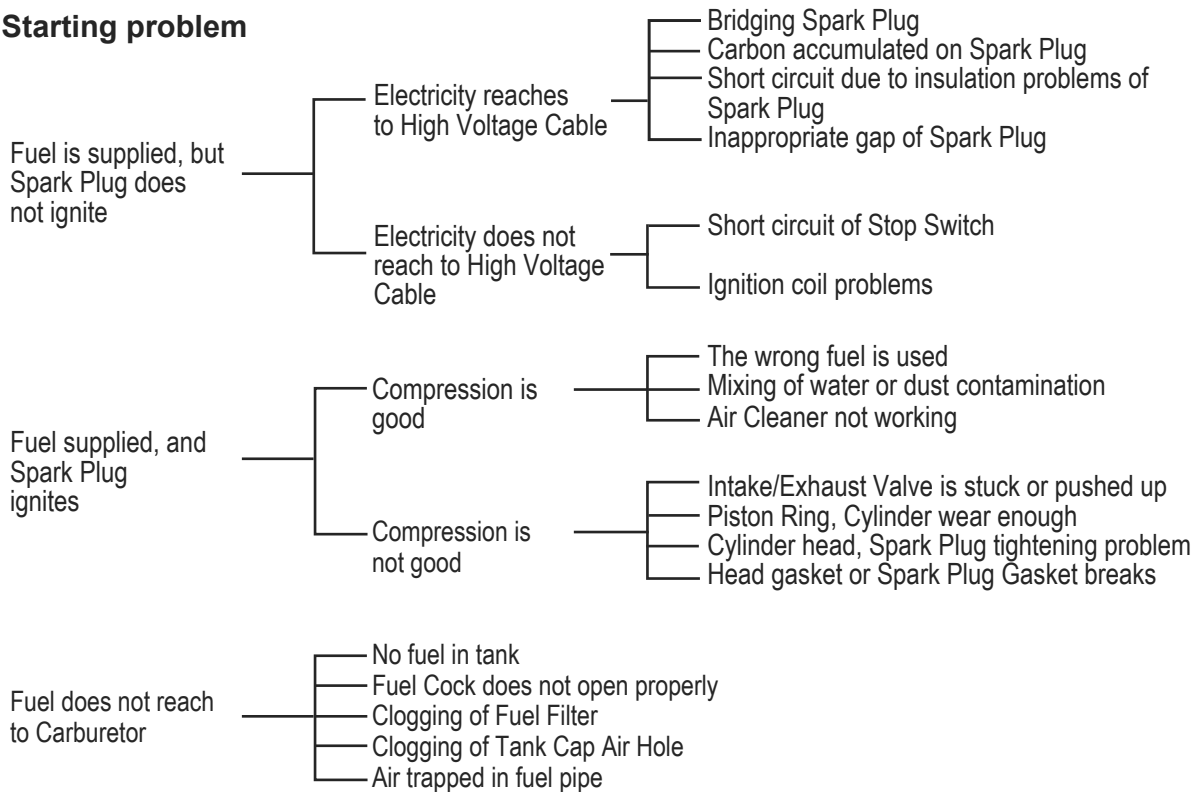 Starting problem
Fuel is supplied, but
Spark Plug does
not ignite
Electricity reaches
to High Voltage Cable
Bridging Spark Plug
Carbon accumulated on Spark Plug
Short circuit due to insulation problems of
Spark Plug
Inappropriate gap of Spark Plug
Electricity does not
reach to High Voltage
Cable
Short circuit of Stop Switch
Ignition coil problems
Fuel supplied, and
Spark Plug
ignites
Compression is
good
The wrong fuel is used
Mixing of water or dust contamination
Air Cleaner not working
Compression is
not good
Intake/Exhaust Valve is stuck or pushed up
Piston Ring, Cylinder wear enough
Cylinder head, Spark Plug tightening problem
Head gasket or Spark Plug Gasket breaks
Fuel does not reach
to Carburetor
No fuel in tank
Fuel Cock does not open properly
Clogging of Fuel Filter
Clogging of Tank Cap Air Hole
Air trapped in fuel pipe